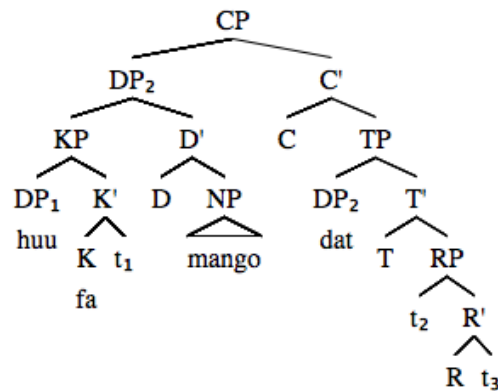 CP
DP₂ C'
KP D' C TP
DP₁ K' D NP DP₂ T'
huu K t₁ mango dat T RP
fa t₂ R'
R t₃